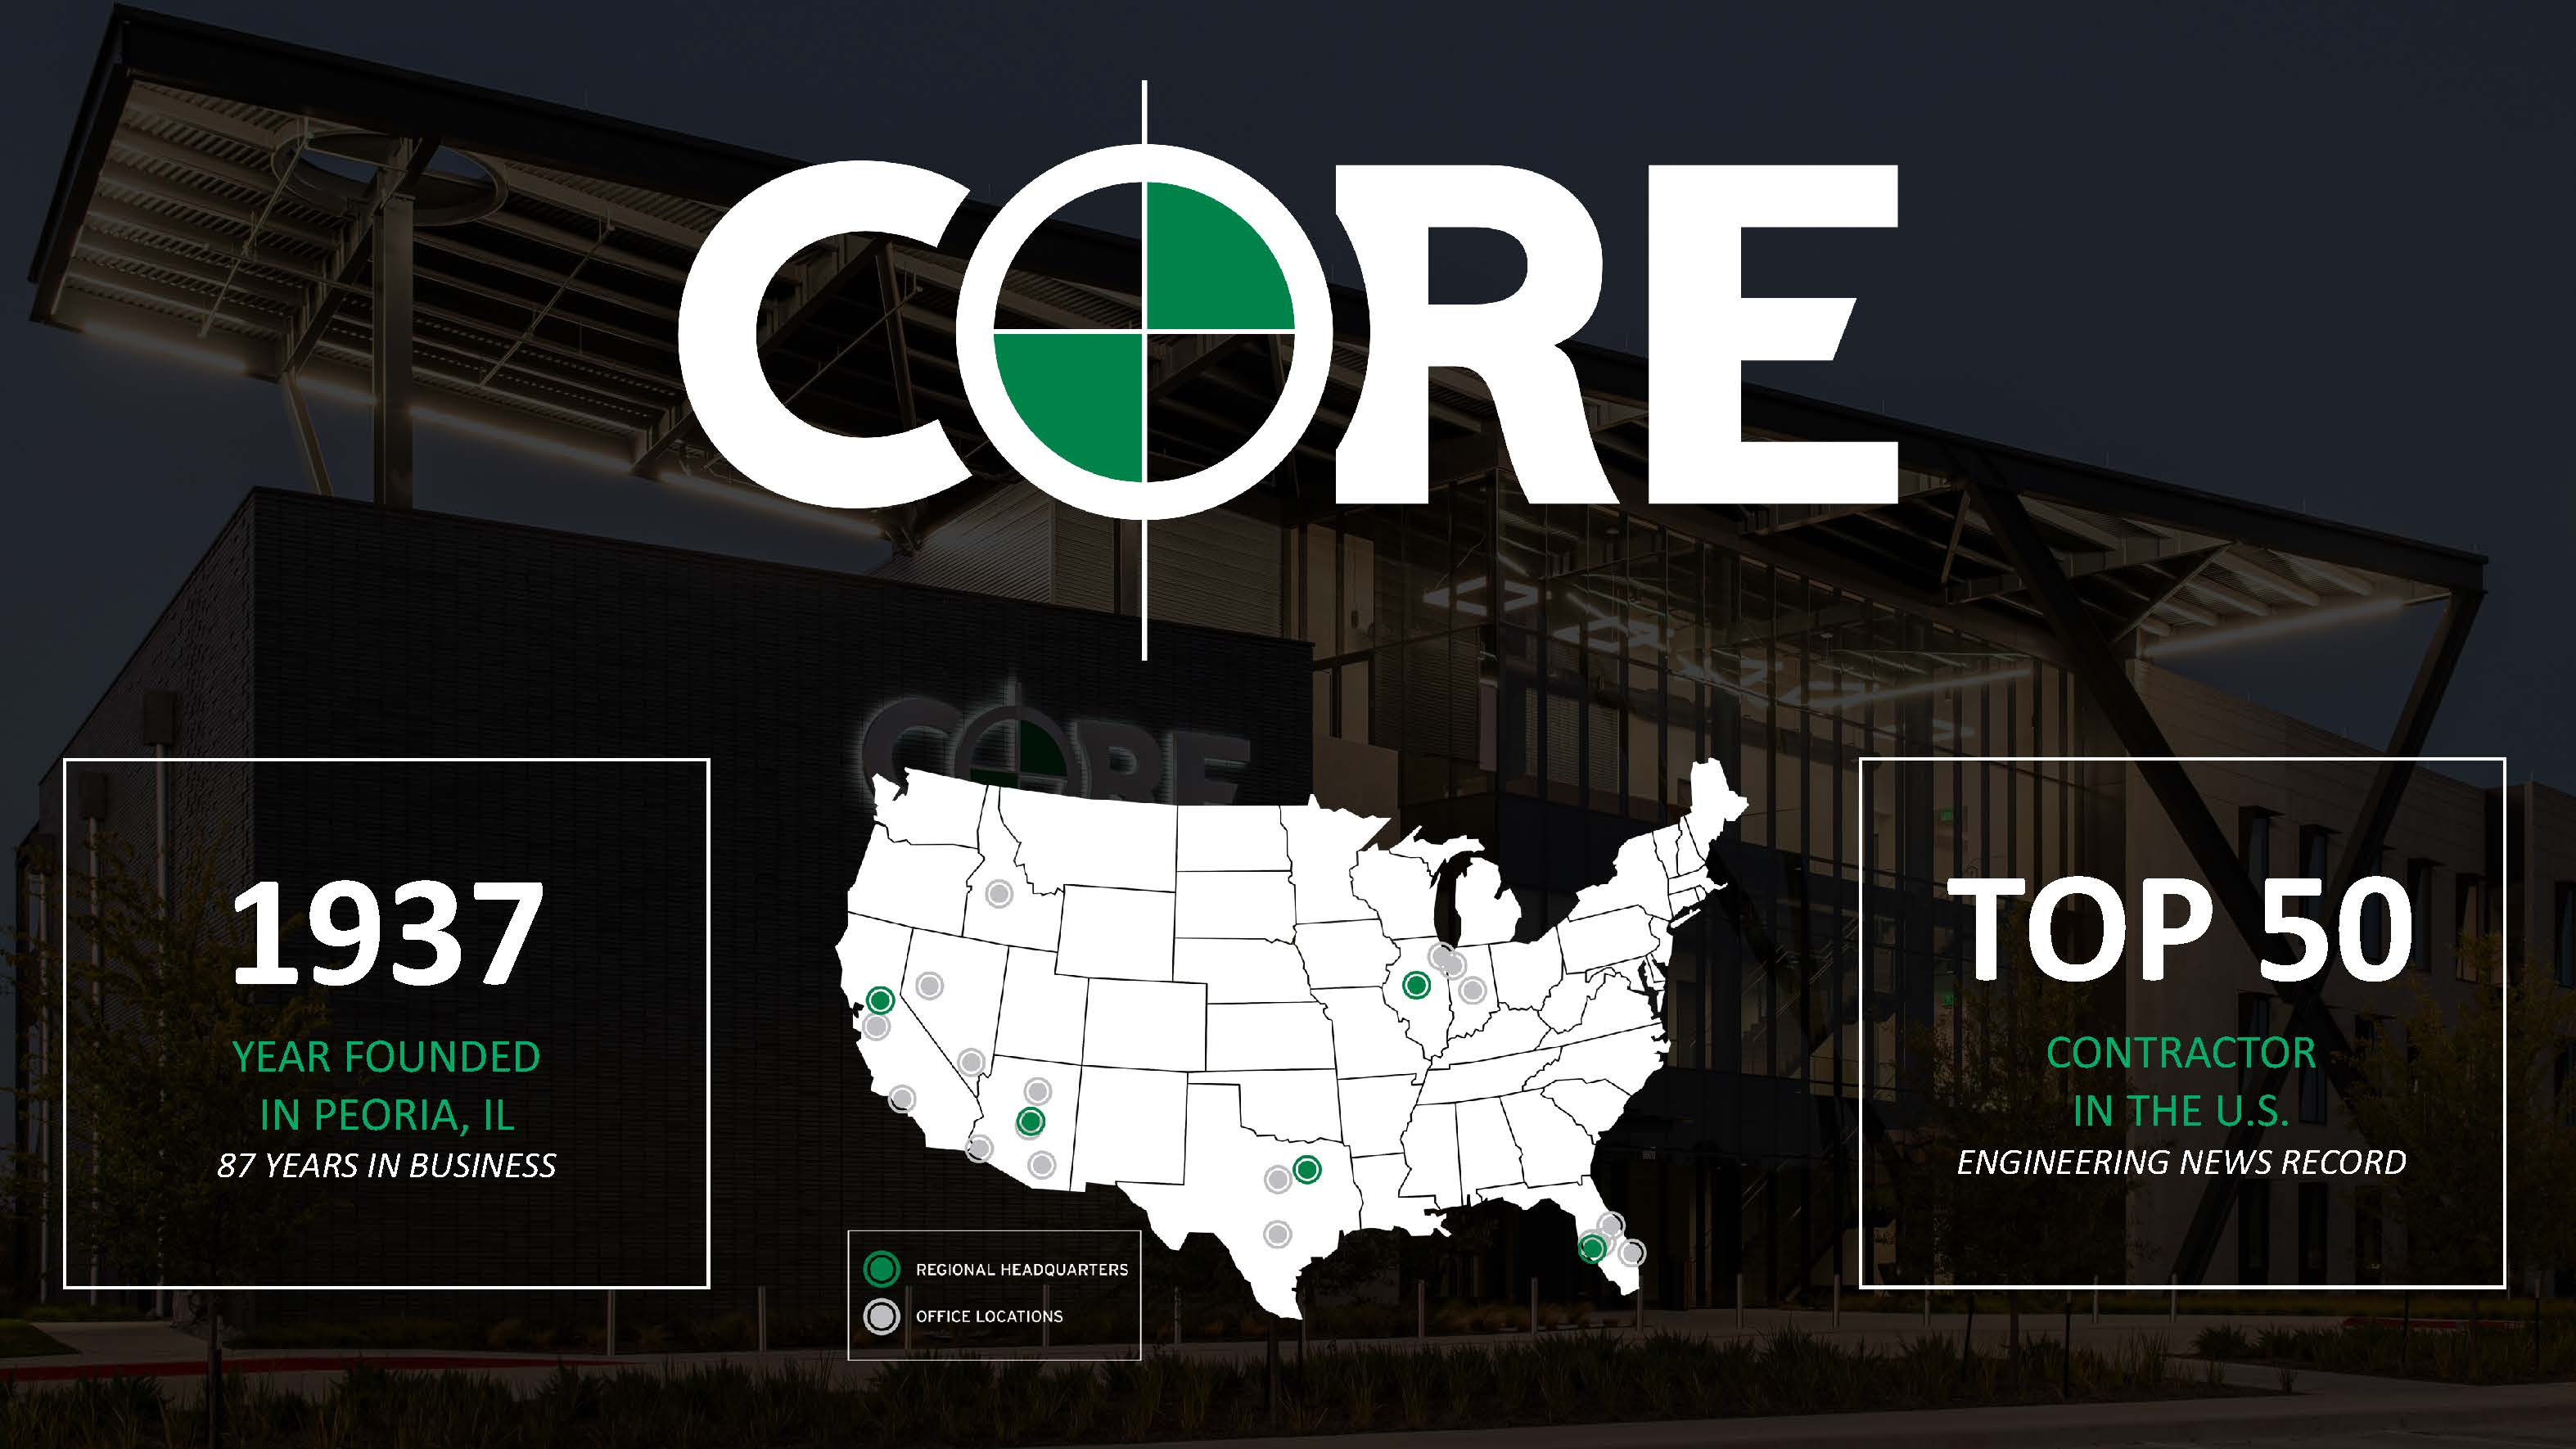 CORE
CORE
1937
YEAR FOUNDED
IN PEORIA, IL
87 YEARS IN BUSINESS
REGIONAL HEADQUARTERS
OFFICE LOCATIONS
TOP 50
CONTRACTOR
IN THE U.S.
ENGINEERING NEWS RECORD